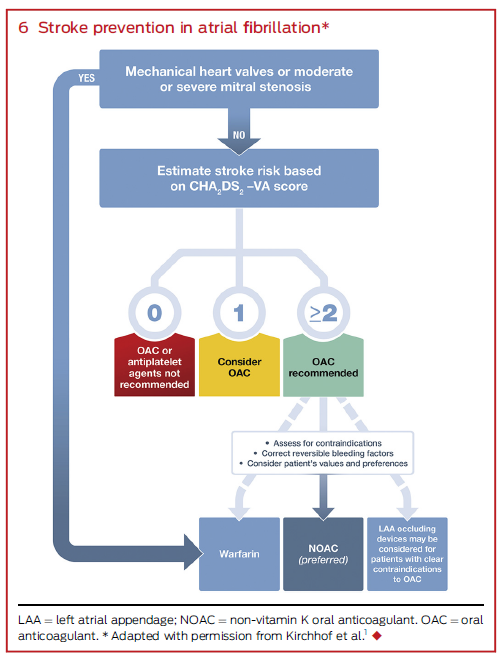 6 Stroke prevention in atrial fibrillation*
YES
Mechanical heart valves or moderate
or severe mitral stenosis
NO
Estimate stroke risk based
on CHA₂DS₂ –VA score
0
1
≥2
OAC or
antiplatelet
agents not
recommended
Consider
OAC
OAC
recommended
• Assess for contraindications
• Correct reversible bleeding factors
• Consider patient's values and preferences
Warfarin
NOAC
(preferred)
LAA occluding
devices may be
considered for
patients with clear
contraindications
to OAC
LAA = left atrial appendage; NOAC = non-vitamin K oral anticoagulant. OAC = oral
anticoagulant. * Adapted with permission from Kirchhof et al.¹ ◆